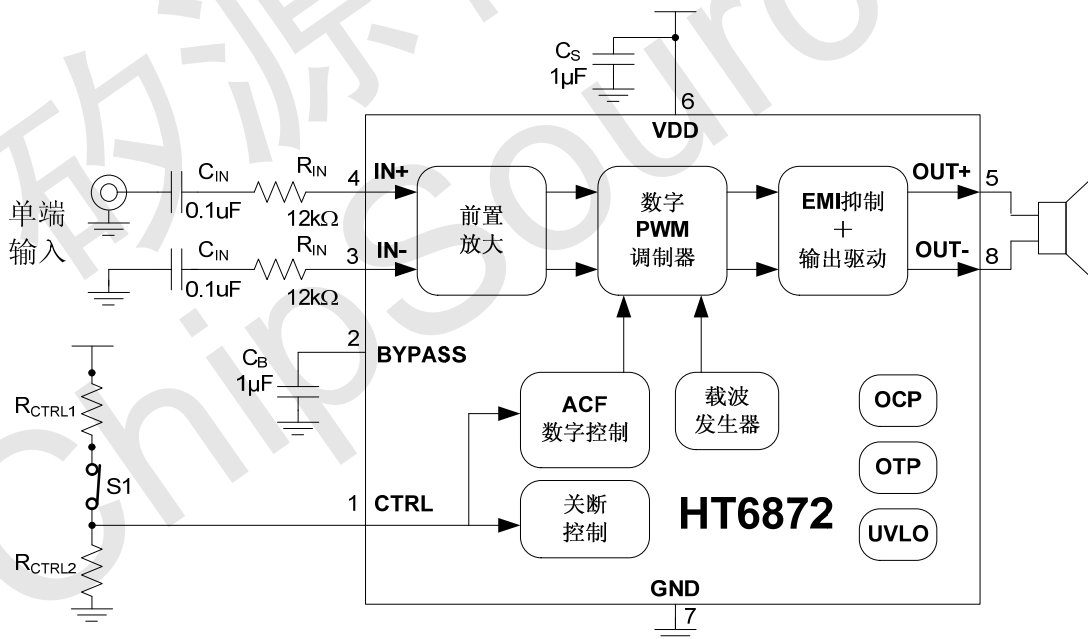 矽源
ChipSourc
CS
1µF
6
VDD
单端
输入
CIN
0.1uF
RIN
12kΩ
4
IN+
CIN
0.1uF
RIN
12kΩ
3
IN-
前置
放大
数字
PWM
调制器
EMI抑制
+
输出驱动
OUT+
5
OUT-
8
2
BYPASS
CB
1µF
RCTRL1
S1
RCTRL2
1
CTRL
ACF
数字控制
载波
发生器
关断
控制
OCP
OTP
UVLO
HT6872
GND
7